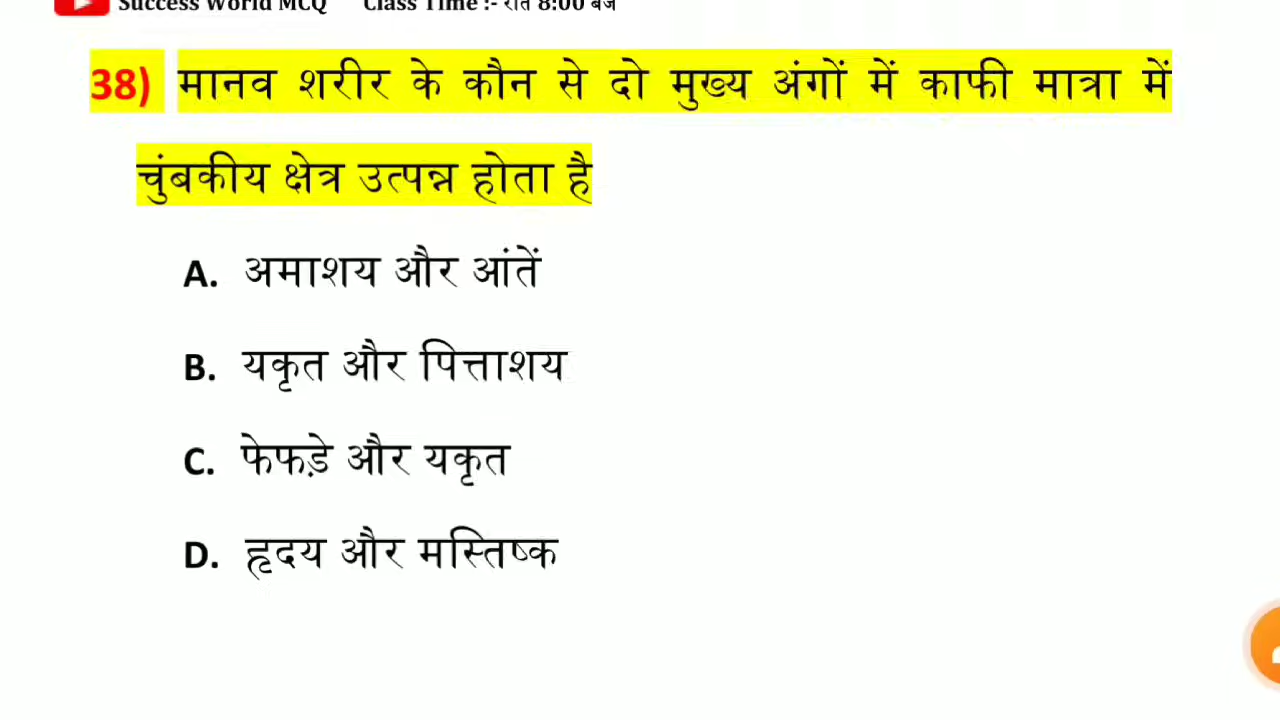 Success World MCQ Class Time :- रात 8:00 बजे
38) मानव शरीर के कौन से दो मुख्य अंगों में काफी मात्रा में
चुंबकीय क्षेत्र उत्पन्न होता है
A. अमाशय और आंतें
B. यकृत और पित्ताशय
C. फेफड़े और यकृत
D. हृदय और मस्तिष्क